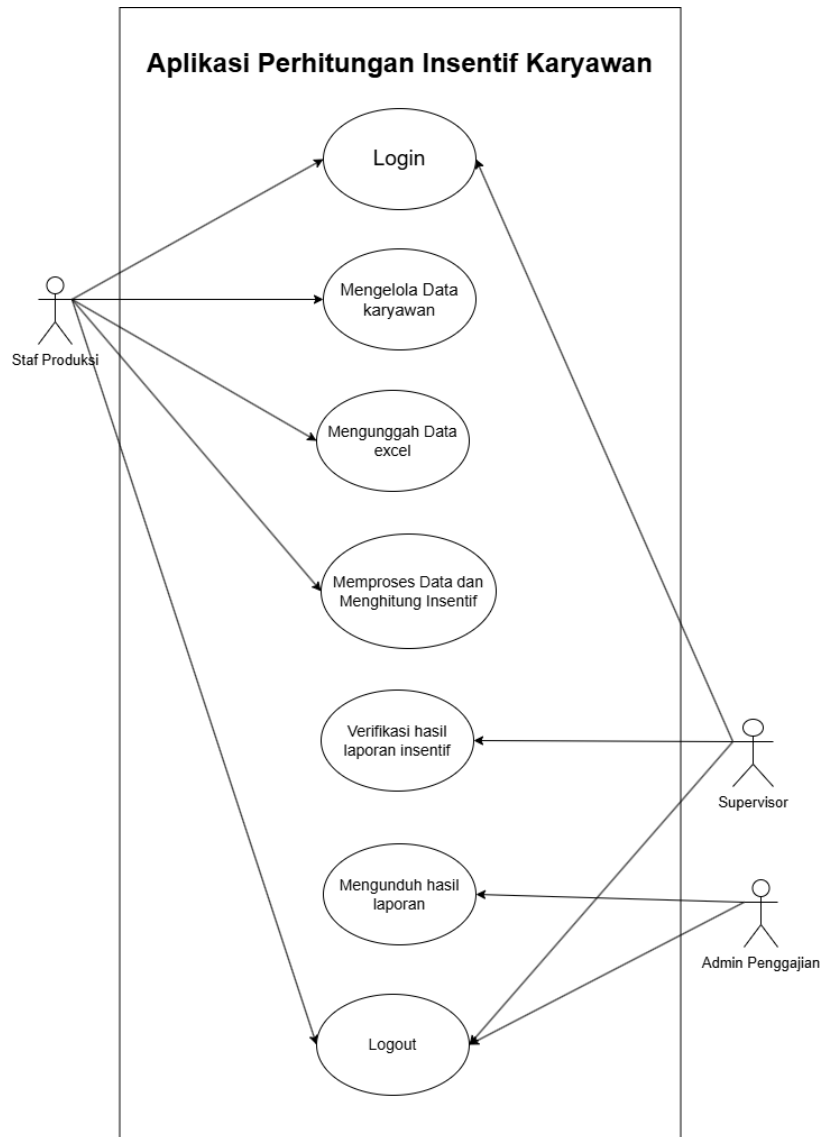 Aplikasi Perhitungan Insentif Karyawan
Login
Mengelola Data
karyawan
Staf Produksi
Mengunggah Data
excel
Memproses Data dan
Menghitung Insentif
Verifikasi hasil
laporan insentif
Supervisor
Mengunduh hasil
laporan
Admin Penggajian
Logout